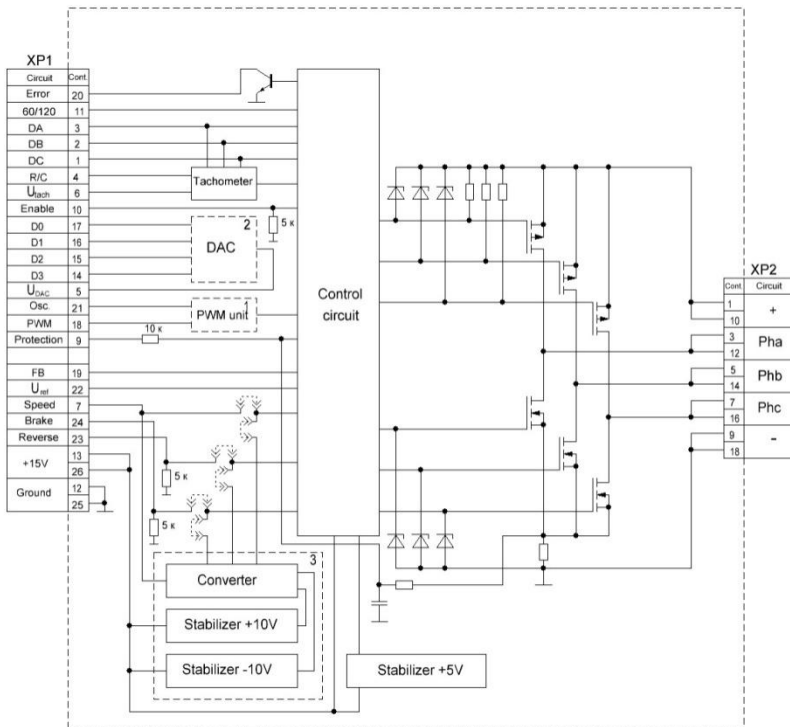 XP1
Circuit Cont.
Error 20
60/120 11
DA 3
DB 2
DC 1
R/C 4
Utach 6
Enable 10
D0 17
D1 16
D2 15
D3 14
UDAC 5
Osc. 21
PWM 18
Protection 9
FB 19
Uref 22
Speed 7
Brake 24
Reverse 23
+15V 13
26
Ground 12
25
Tachometer
5 к
2
DAC
1
PWM unit
10 к
5 к
5 к
Control
circuit
3
Converter
Stabilizer +10V
Stabilizer -10V
Stabilizer +5V
XP2
Cont. Circuit
1
+
10
3
Pha
12
5
Phb
14
7
Phc
16
9
-
18